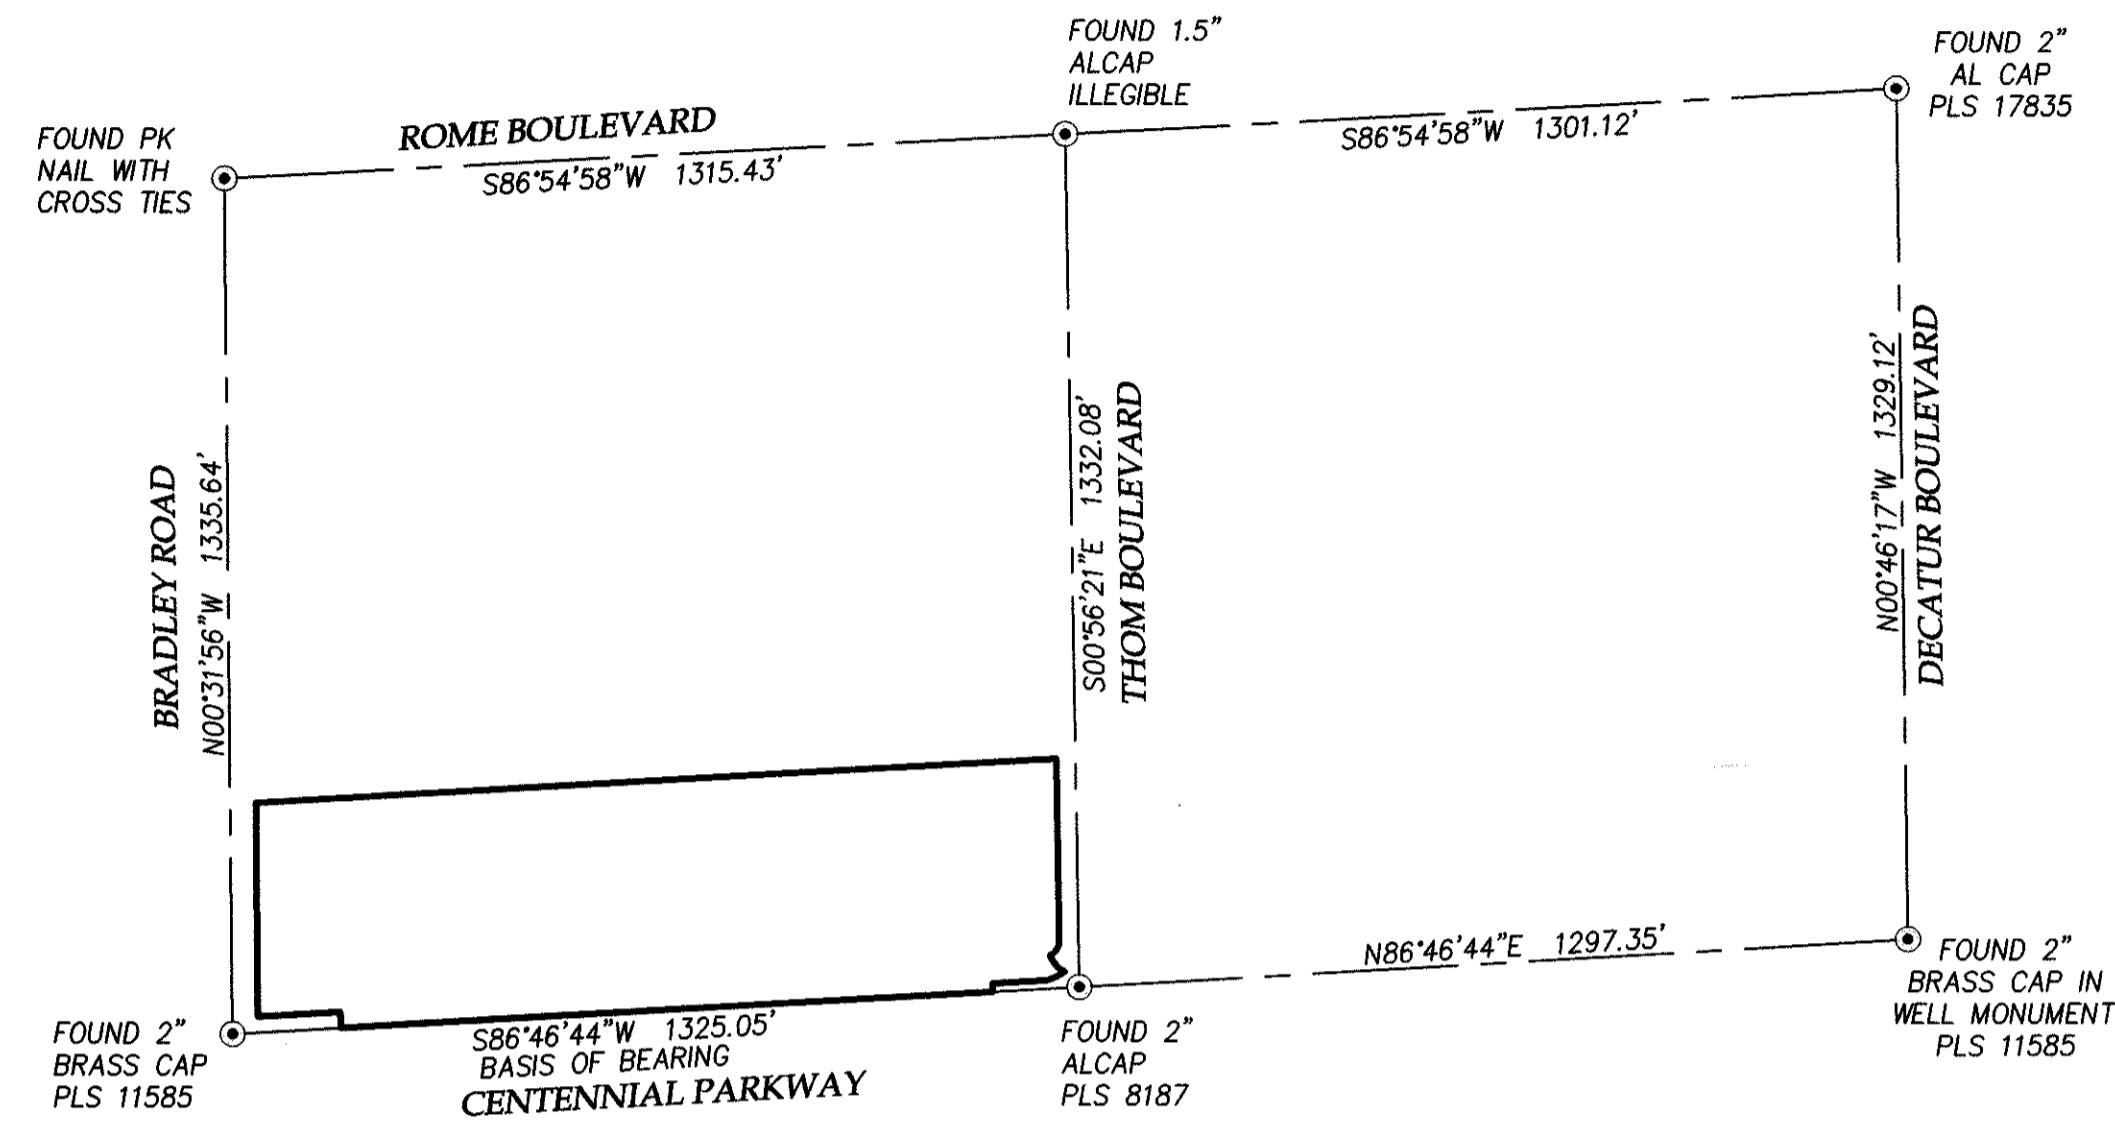 FOUND 1.5"
ALCAP
ILLEGIBLE
FOUND 2"
AL CAP
PLS 17835
FOUND PK
NAIL WITH
CROSS TIES
ROME BOULEVARD
S86°54'58"W 1315.43'
S86°54'58"W 1301.12'
BRADLEY ROAD
N00°31'56"W 1335.64'
S00°56'21"E 1332.08'
THOM BOULEVARD
N00°46'17"W 1329.12'
DECATUR BOULEVARD
N86°46'44"E 1297.35'
FOUND 2"
BRASS CAP IN
WELL MONUMENT
PLS 11585
FOUND 2"
BRASS CAP
PLS 11585
S86°46'44"W 1325.05'
BASIS OF BEARING
CENTENNIAL PARKWAY
FOUND 2"
ALCAP
PLS 8187